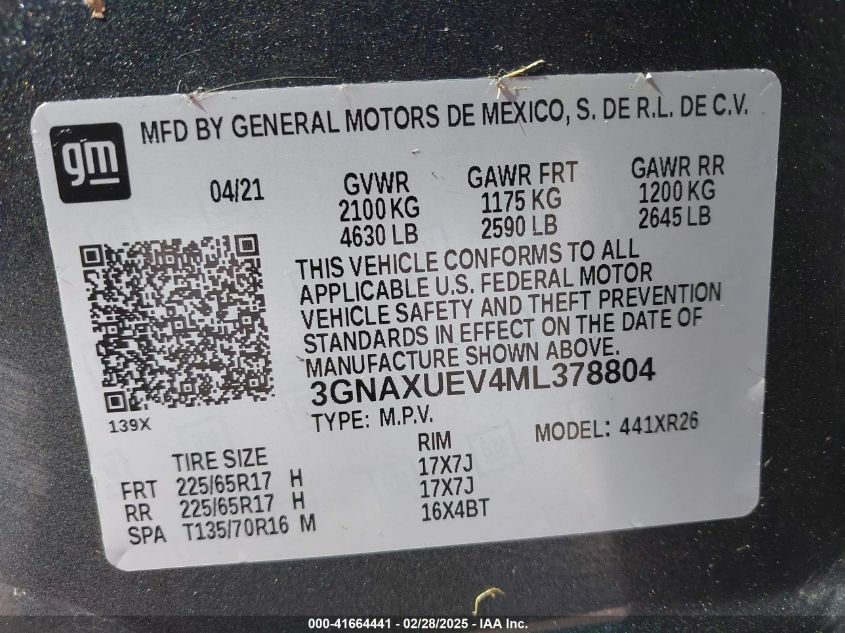 MFD BY GENERAL MOTORS DE MEXICO, S. DE R.L. DE C.V.
gm
04/21
GVWR GAWR FRT GAWR RR
2100 KG 1175 KG 1200 KG
4630 LB 2590 LB 2645 LB
THIS VEHICLE CONFORMS TO ALL
APPLICABLE U.S. FEDERAL MOTOR
VEHICLE SAFETY AND THEFT PREVENTION
STANDARDS IN EFFECT ON THE DATE OF
MANUFACTURE SHOWN ABOVE.
3GNAXUEV4ML378804
139X
TYPE: M.P.V.
MODEL: 441XR26
TIRE SIZE RIM
FRT 225/65R17 H 17X7J
RR 225/65R17 H 17X7J
SPA T135/70R16 M 16X4BT
000-41664441 - 02/28/2025 - IAA Inc.